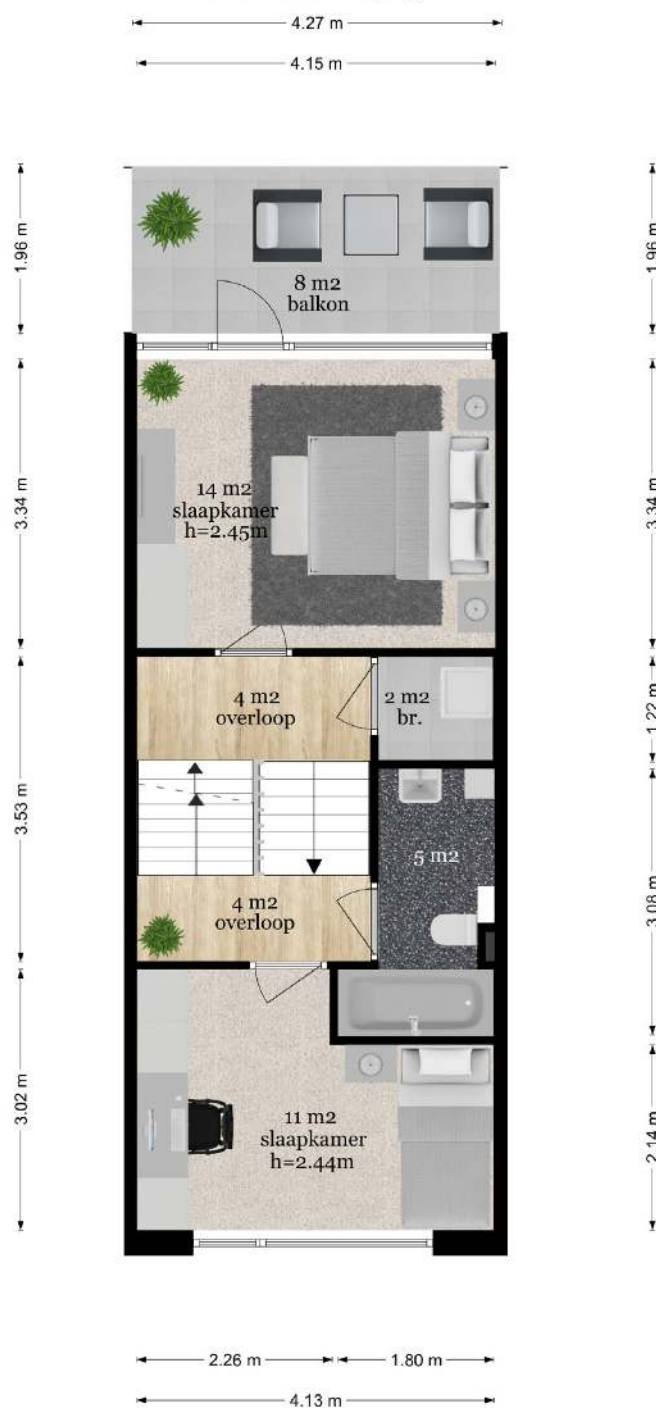 4.27 m
4.15 m
1.96 m
1.96 m
8 m2
balkon
3.34 m
3.34 m
14 m2
slaapkamer
h=2.45m
4 m2
overloop
2 m2
br.
1.22 m
3.53 m
5 m2
3.08 m
4 m2
overloop
3.02 m
2.14 m
11 m2
slaapkamer
h=2.44m
2.26 m
1.80 m
4.13 m